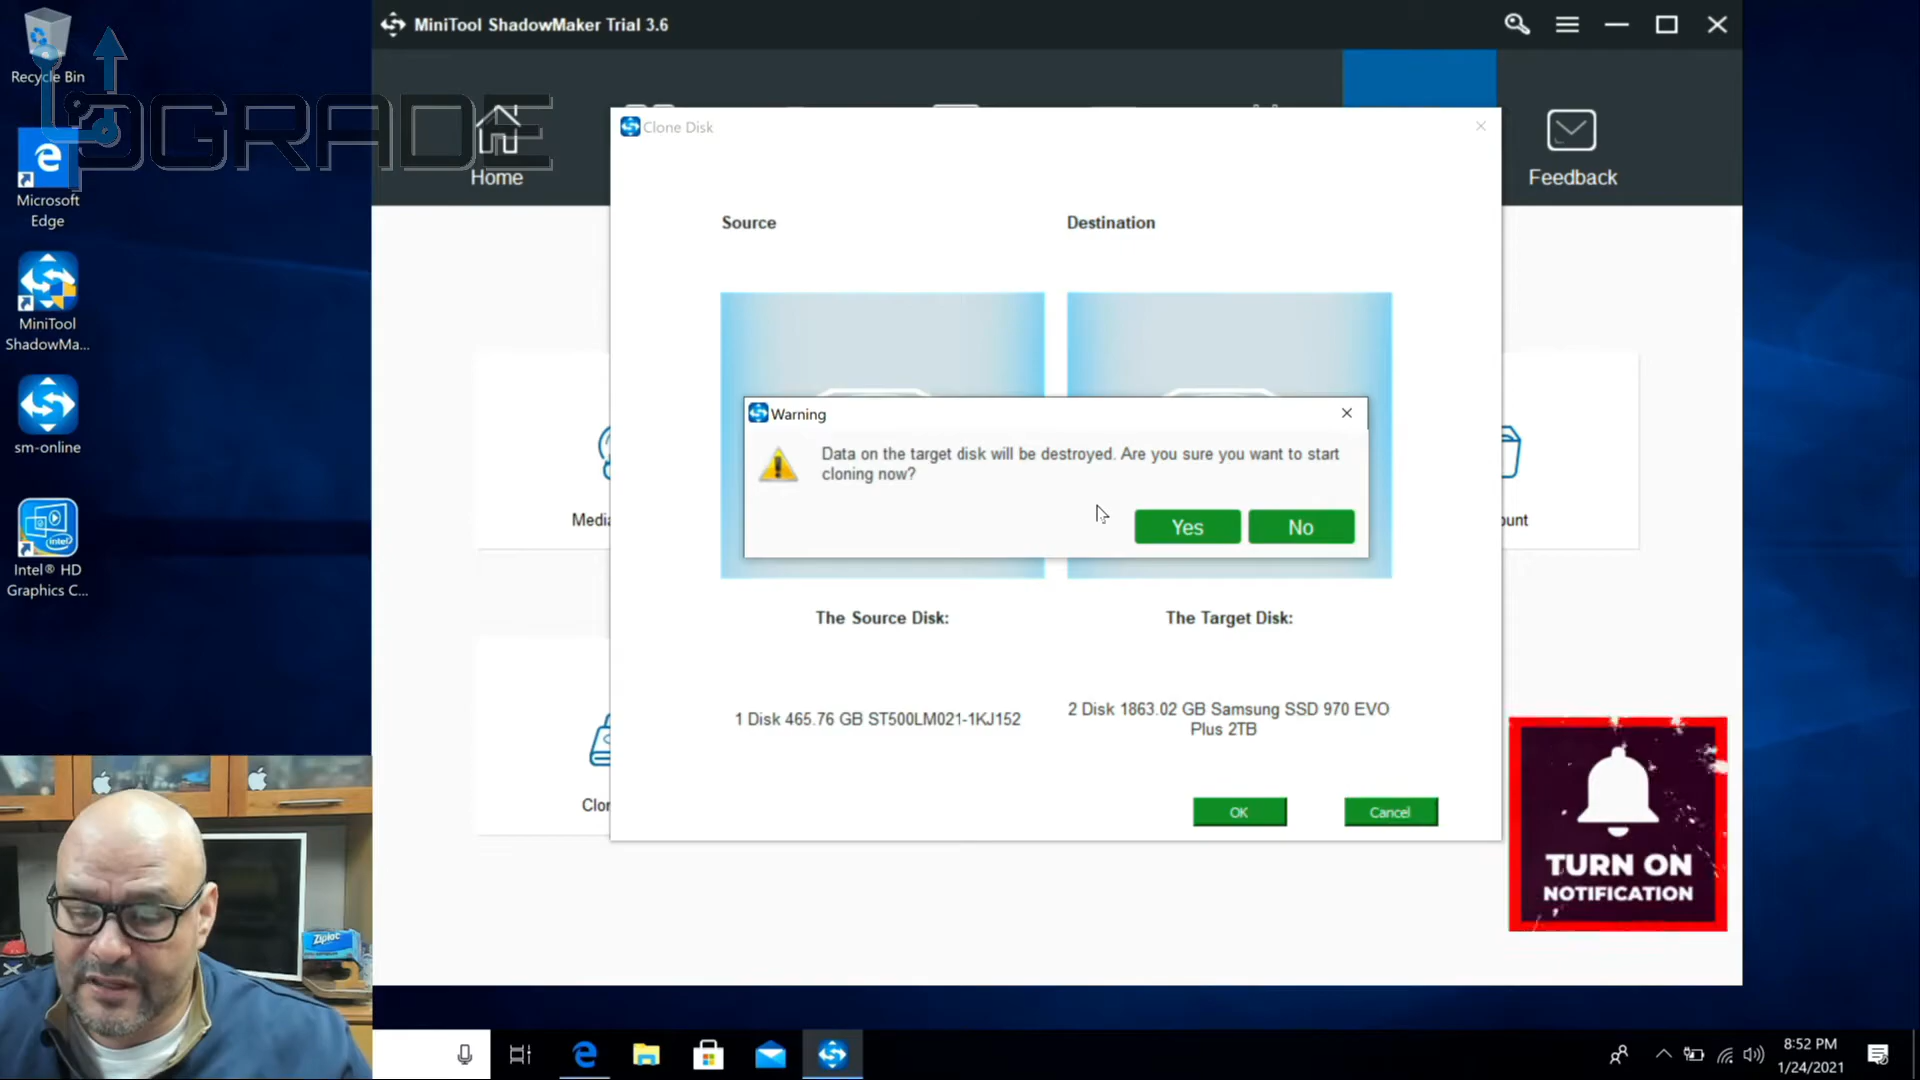 MiniTool ShadowMaker Trial 3.6
Recycle Bin
UPGRADE
Home
Feedback
Clone Disk
Microsoft
Edge
Source
Destination
MiniTool
ShadowMa...
sm-online
Warning
Data on the target disk will be destroyed. Are you sure you want to start
cloning now?
Yes
No
Intel® HD
Graphics C...
The Source Disk:
The Target Disk:
1 Disk 465.76 GB ST500LM021-1KJ152
2 Disk 1863.02 GB Samsung SSD 970 EVO
Plus 2TB
OK
Cancel
TURN ON
NOTIFICATION
Ziploc
8:52 PM
1/24/2021